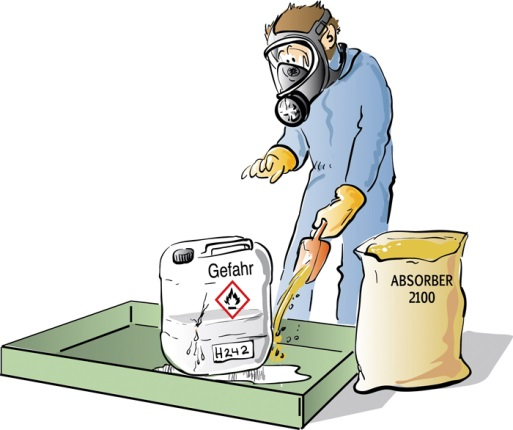 Gefahr
H242
ABSORBER
2100